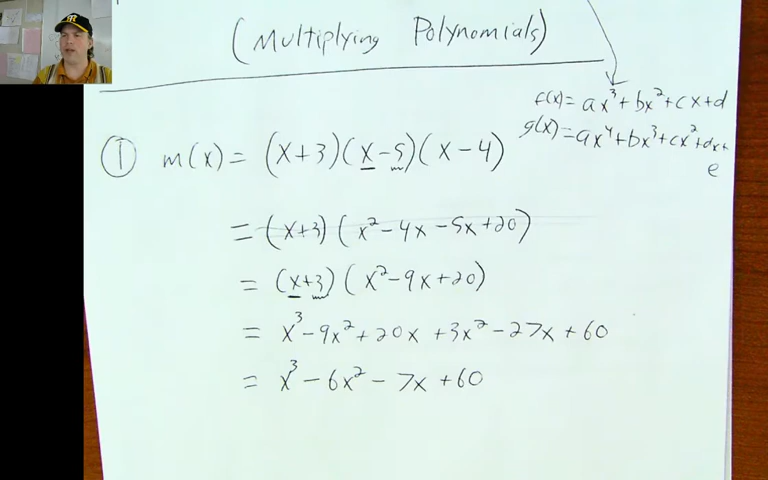 (Multiplying Polynomials)
f(x)= ax³+bx²+cx+d
g(x)=ax⁴+bx³+cx²+dx+
e
① m(x) = (x+3)(x-5)(x-4)
= (x+3)(x²-4x-5x+20)
= (x+3)(x²-9x+20)
= x³-9x²+20x+3x²-27x+60
= x³-6x²-7x+60